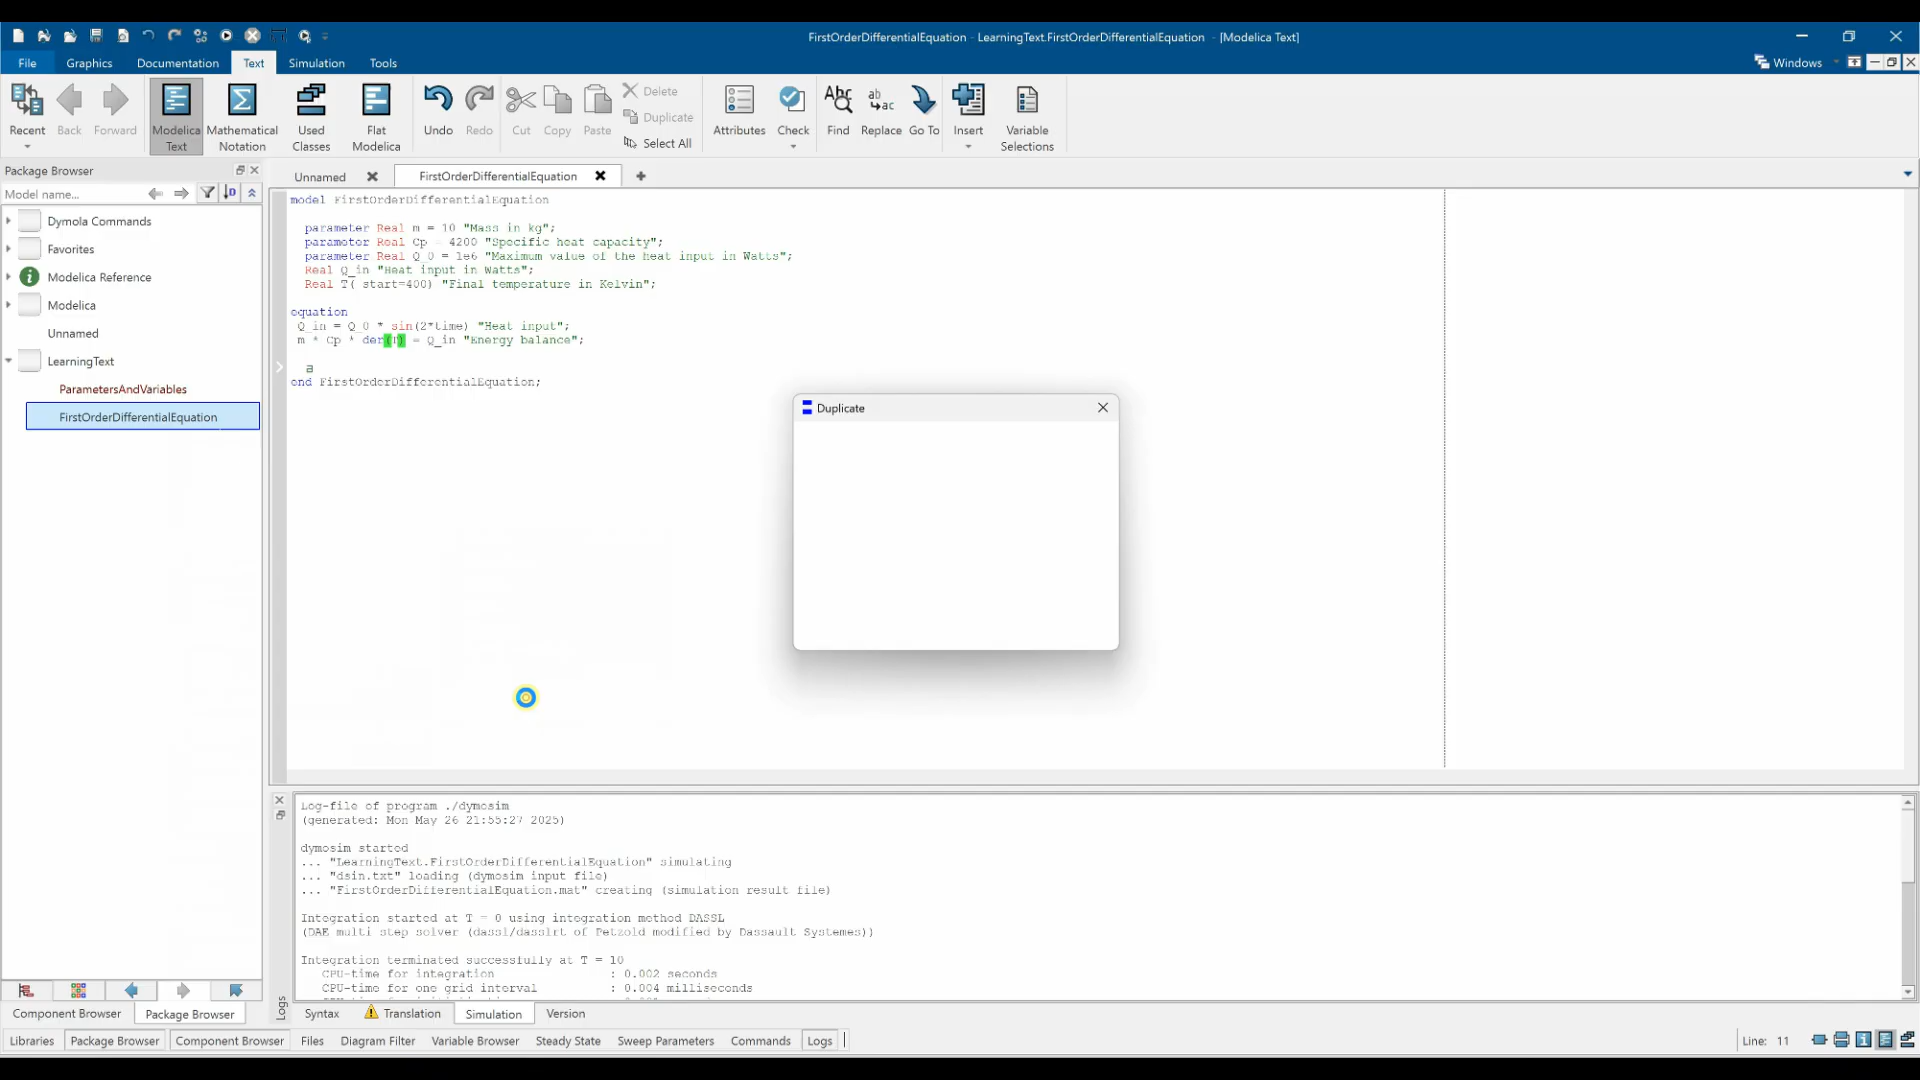 FirstOrderDifferentialEquation - LearningText.FirstOrderDifferentialEquation - [Modelica Text]
File Graphics Documentation Text Simulation Tools Windows
Recent Back Forward Modelica Text Mathematical Notation Used Classes Flat Modelica Undo Redo Cut Copy Paste Delete Duplicate Select All Attributes Check Find Replace Go To Insert Variable Selections
Package Browser
Unnamed FirstOrderDifferentialEquation
Model name...
Dymola Commands
Favorites
Modelica Reference
Modelica
Unnamed
LearningText
ParametersAndVariables
FirstOrderDifferentialEquation
model FirstOrderDifferentialEquation
parameter Real m = 10 "Mass in kg";
parameter Real Cp = 4200 "Specific heat capacity";
parameter Real Q_0 = 1e6 "Maximum value of the heat input in Watts";
Real Q_in "Heat input in Watts";
Real T( start=400) "Final temperature in Kelvin";
equation
Q_in = Q_0 * sin(2*time) "Heat input";
m * Cp * der(T) = Q_in "Energy balance";
a
end FirstOrderDifferentialEquation;
Duplicate
Log-file of program ./dymosim
(generated: Mon May 26 21:55:27 2025)
dymosim started
... "LearningText.FirstOrderDifferentialEquation" simulating
... "dsin.txt" loading (dymosim input file)
... "FirstOrderDifferentialEquation.mat" creating (simulation result file)
Integration started at T = 0 using integration method DASSL
(DAE multi step solver (dassl/dasslrt of Petzold modified by Dassault Systemes))
Integration terminated successfully at T = 10
CPU-time for integration : 0.002 seconds
CPU-time for one grid interval : 0.004 milliseconds
Logs
Component Browser Package Browser Syntax Translation Simulation Version
Libraries Package Browser Component Browser Files Diagram Filter Variable Browser Steady State Sweep Parameters Commands Logs Line: 11